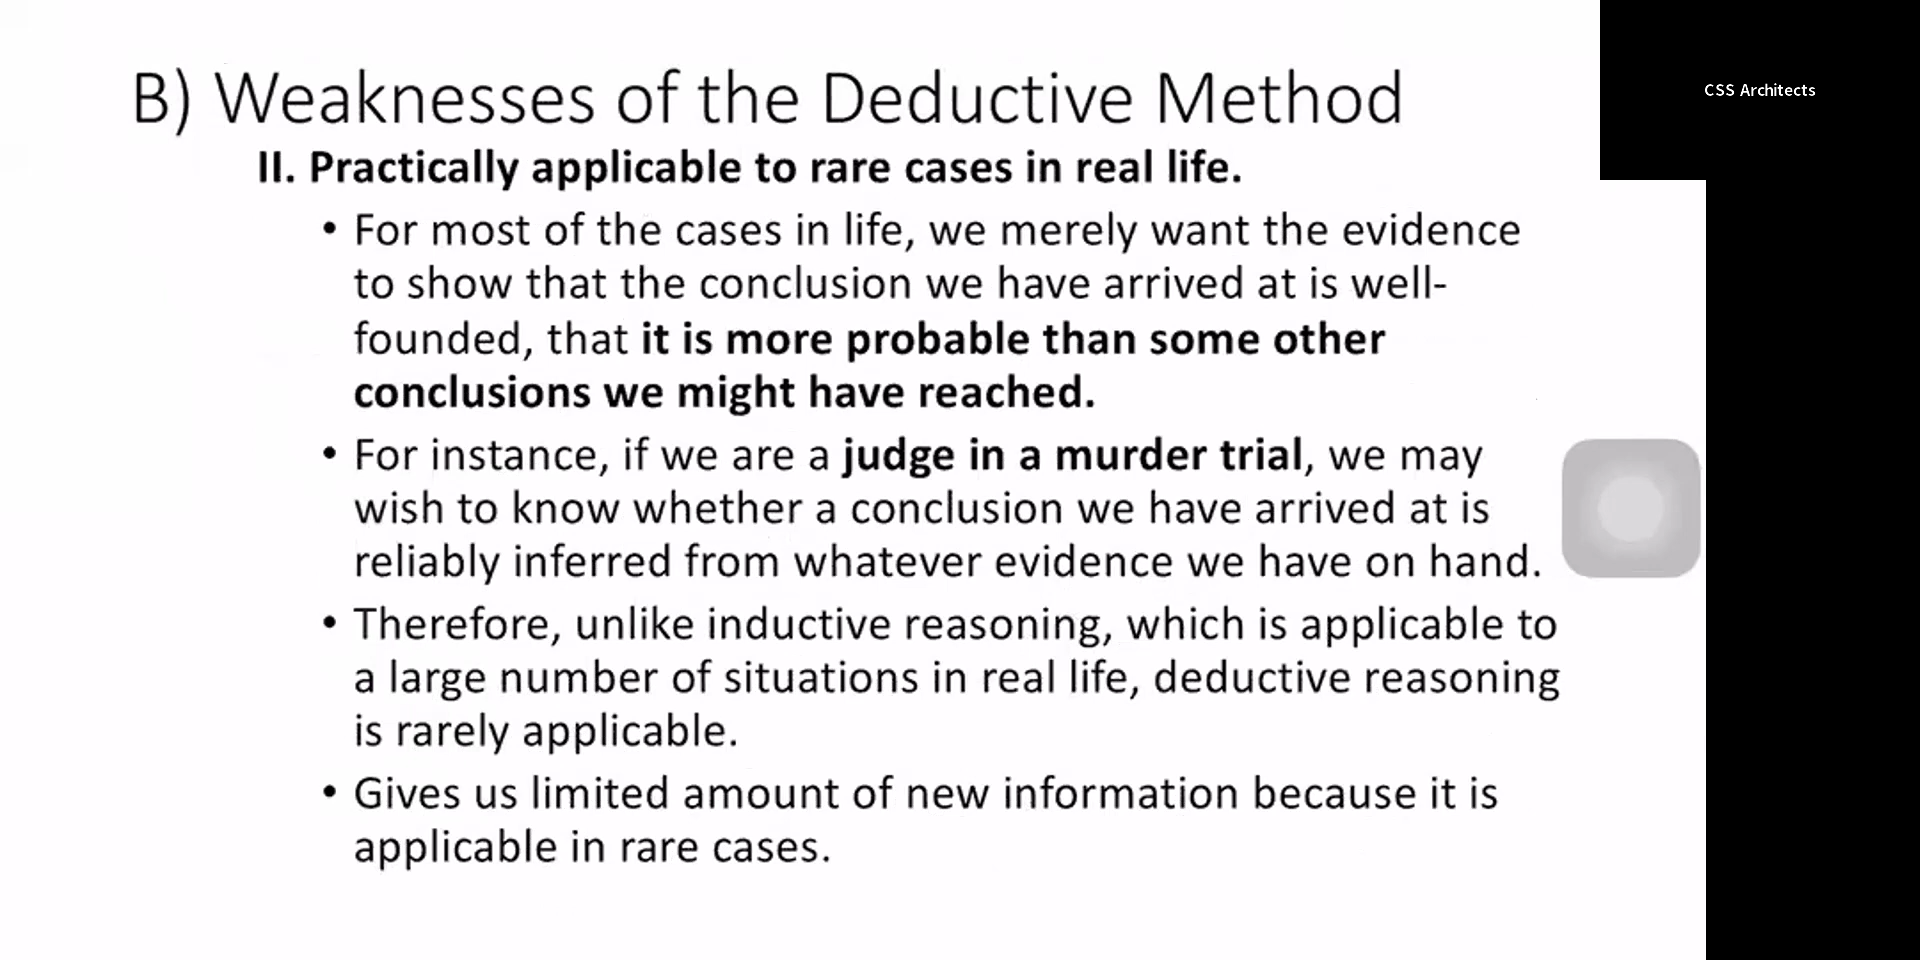 B) Weaknesses of the Deductive Method
CSS Architects
II. Practically applicable to rare cases in real life.
• For most of the cases in life, we merely want the evidence
to show that the conclusion we have arrived at is well-
founded, that it is more probable than some other
conclusions we might have reached.
• For instance, if we are a judge in a murder trial, we may
wish to know whether a conclusion we have arrived at is
reliably inferred from whatever evidence we have on hand.
• Therefore, unlike inductive reasoning, which is applicable to
a large number of situations in real life, deductive reasoning
is rarely applicable.
• Gives us limited amount of new information because it is
applicable in rare cases.